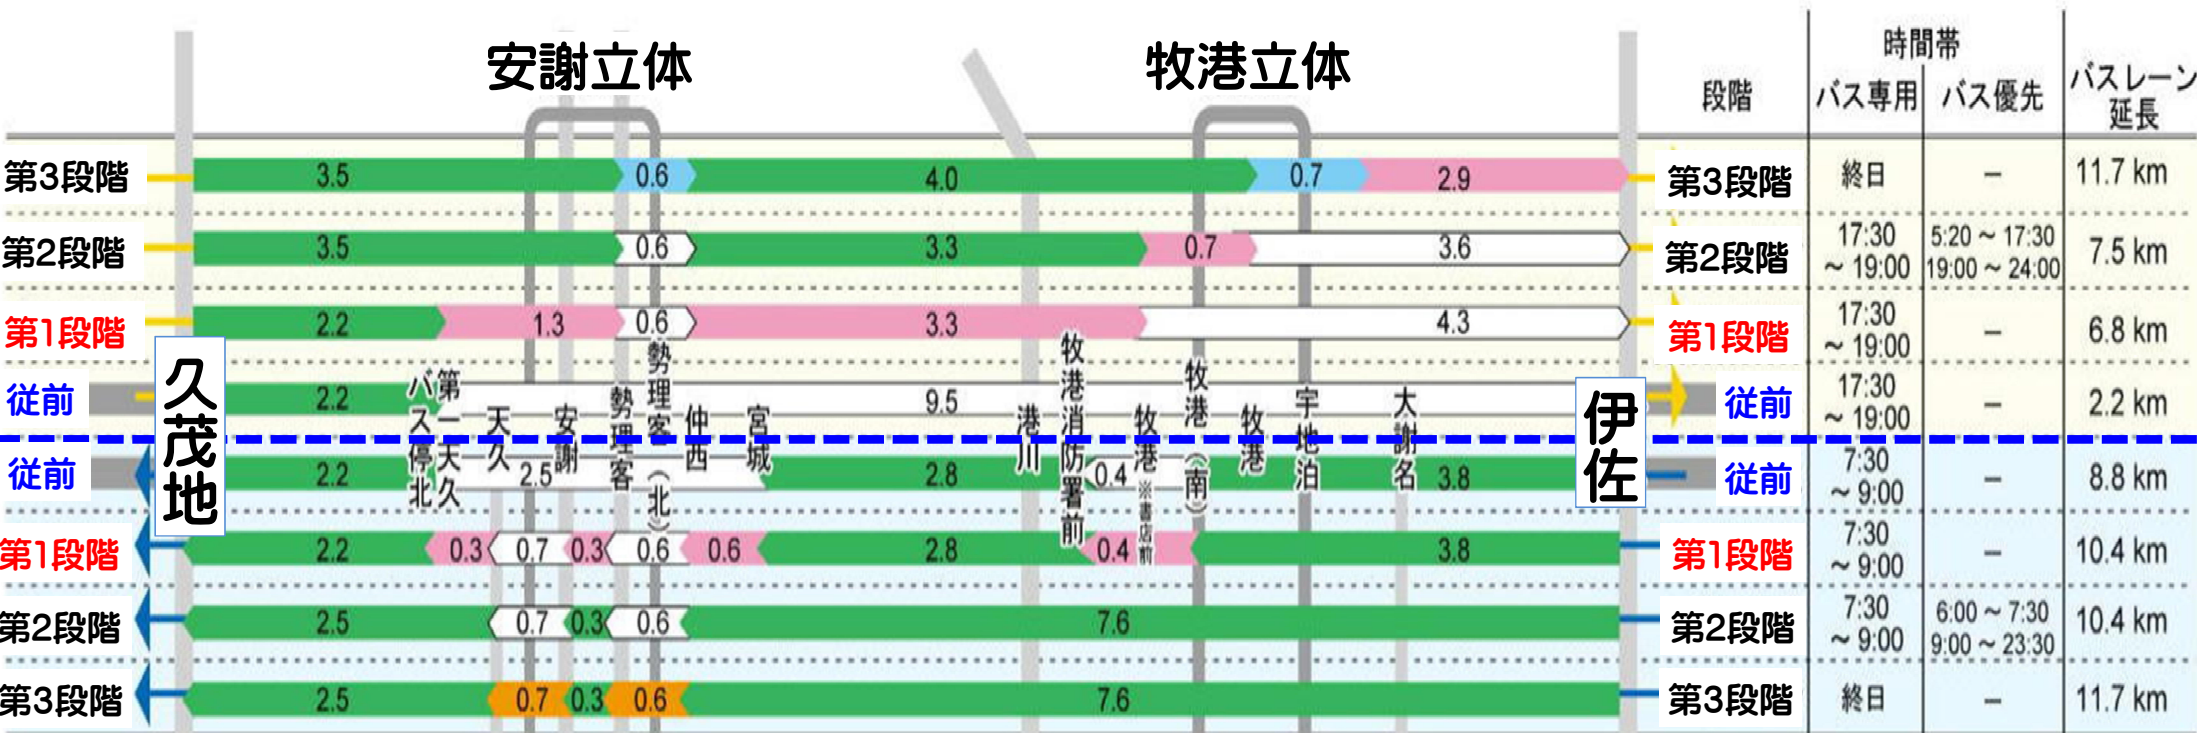 安謝立体
牧港立体
段階
時間帯
バス専用
バス優先
バスレーン
延長
第3段階
3.5
0.6
4.0
0.7
2.9
第3段階
終日
－
11.7 km
第2段階
3.5
0.6
3.3
0.7
3.6
第2段階
17:30
～ 19:00
5:20 ～ 17:30
19:00 ～ 24:00
7.5 km
第1段階
2.2
1.3
0.6
3.3
4.3
第1段階
17:30
～ 19:00
－
6.8 km
従前
2.2
9.5
従前
17:30
～ 19:00
－
2.2 km
久茂地
第一天久
バス停北
天久
安謝
勢理客
勢理客（北）
仲西
宮城
港川
牧港消防署前
牧港※書店前
牧港（南）
牧港
宇地泊
大謝名
伊佐
従前
2.2
2.5
2.8
0.4
3.8
従前
7:30
～ 9:00
－
8.8 km
第1段階
2.2
0.3
0.7
0.3
0.6
0.6
2.8
0.4
3.8
第1段階
7:30
～ 9:00
－
10.4 km
第2段階
2.5
0.7
0.3
0.6
7.6
第2段階
7:30
～ 9:00
6:00 ～ 7:30
9:00 ～ 23:30
10.4 km
第3段階
2.5
0.7
0.3
0.6
7.6
第3段階
終日
－
11.7 km